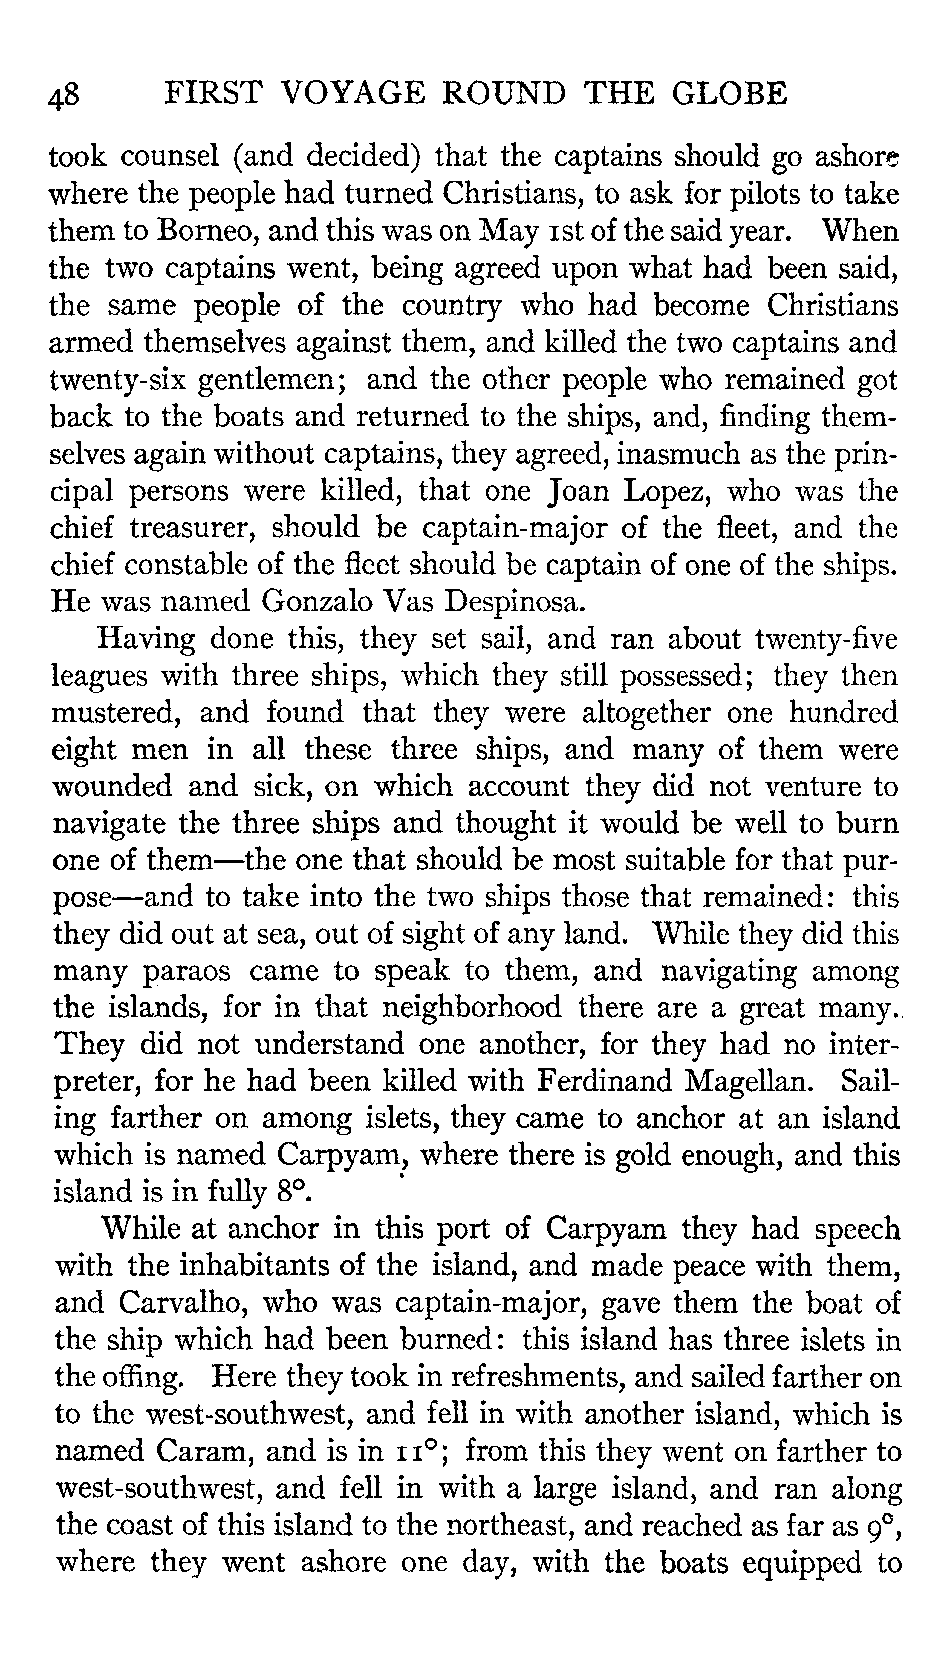 48 FIRST VOYAGE ROUND THE GLOBE
took counsel (and decided) that the captains should go ashore
where the people had turned Christians, to ask for pilots to take
them to Borneo, and this was on May 1st of the said year. When
the two captains went, being agreed upon what had been said,
the same people of the country who had become Christians
armed themselves against them, and killed the two captains and
twenty-six gentlemen; and the other people who remained got
back to the boats and returned to the ships, and, finding them-
selves again without captains, they agreed, inasmuch as the prin-
cipal persons were killed, that one Joan Lopez, who was the
chief treasurer, should be captain-major of the fleet, and the
chief constable of the fleet should be captain of one of the ships.
He was named Gonzalo Vas Despinosa.
Having done this, they set sail, and ran about twenty-five
leagues with three ships, which they still possessed; they then
mustered, and found that they were altogether one hundred
eight men in all these three ships, and many of them were
wounded and sick, on which account they did not venture to
navigate the three ships and thought it would be well to burn
one of them—the one that should be most suitable for that pur-
pose—and to take into the two ships those that remained: this
they did out at sea, out of sight of any land. While they did this
many paraos came to speak to them, and navigating among
the islands, for in that neighborhood there are a great many.
They did not understand one another, for they had no inter-
preter, for he had been killed with Ferdinand Magellan. Sail-
ing farther on among islets, they came to anchor at an island
which is named Carpyam, where there is gold enough, and this
island is in fully 8°.
While at anchor in this port of Carpyam they had speech
with the inhabitants of the island, and made peace with them,
and Carvalho, who was captain-major, gave them the boat of
the ship which had been burned: this island has three islets in
the offing. Here they took in refreshments, and sailed farther on
to the west-southwest, and fell in with another island, which is
named Caram, and is in 11°; from this they went on farther to
west-southwest, and fell in with a large island, and ran along
the coast of this island to the northeast, and reached as far as 9°,
where they went ashore one day, with the boats equipped to